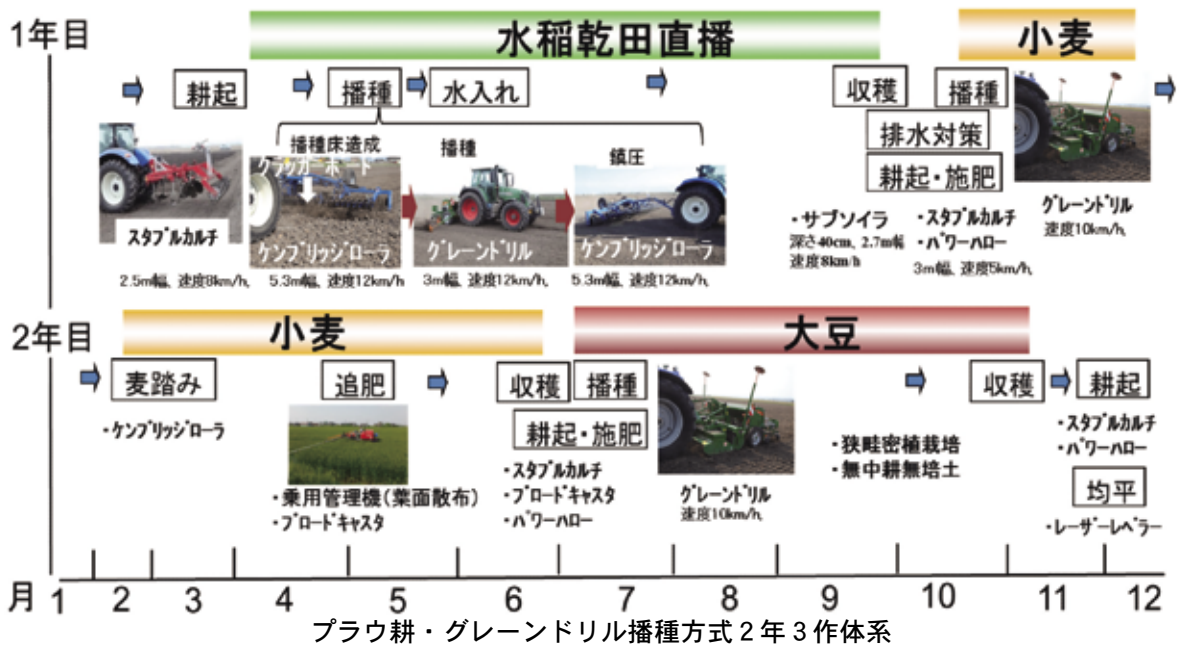 1年目
水稲乾田直播
小麦
耕起
播種
水入れ
収穫
播種
排水対策
耕起・施肥
播種床造成
播種
鎮圧
クラッカーボード
スタブルカルチ
ケンブリッジローラ
グレーンドリル
ケンブリッジローラ
2.5m幅、速度8km/h、
5.3m幅、速度12km/h
3m幅、速度12km/h、
5.3m幅、速度12km/h、
・サブソイラ
深さ40cm、2.7m幅
速度8km/h
・スタブルカルチ
・パワーハロー
3m幅、速度5km/h、
グレーンドリル
速度10km/h、
2年目
小麦
大豆
麦踏み
追肥
収穫
播種
耕起・施肥
収穫
耕起
・ケンブリッジローラ
・乗用管理機(葉面散布)
・ブロードキャスタ
・スタブルカルチ
・ブロードキャスタ
・パワーハロー
グレーンドリル
速度10km/h、
・狭畦密植栽培
・無中耕無培土
・スタブルカルチ
・パワーハロー
均平
・レーザーレベラー
月 1 2 3 4 5 6 7 8 9 10 11 12
プラウ耕・グレーンドリル播種方式2年3作体系